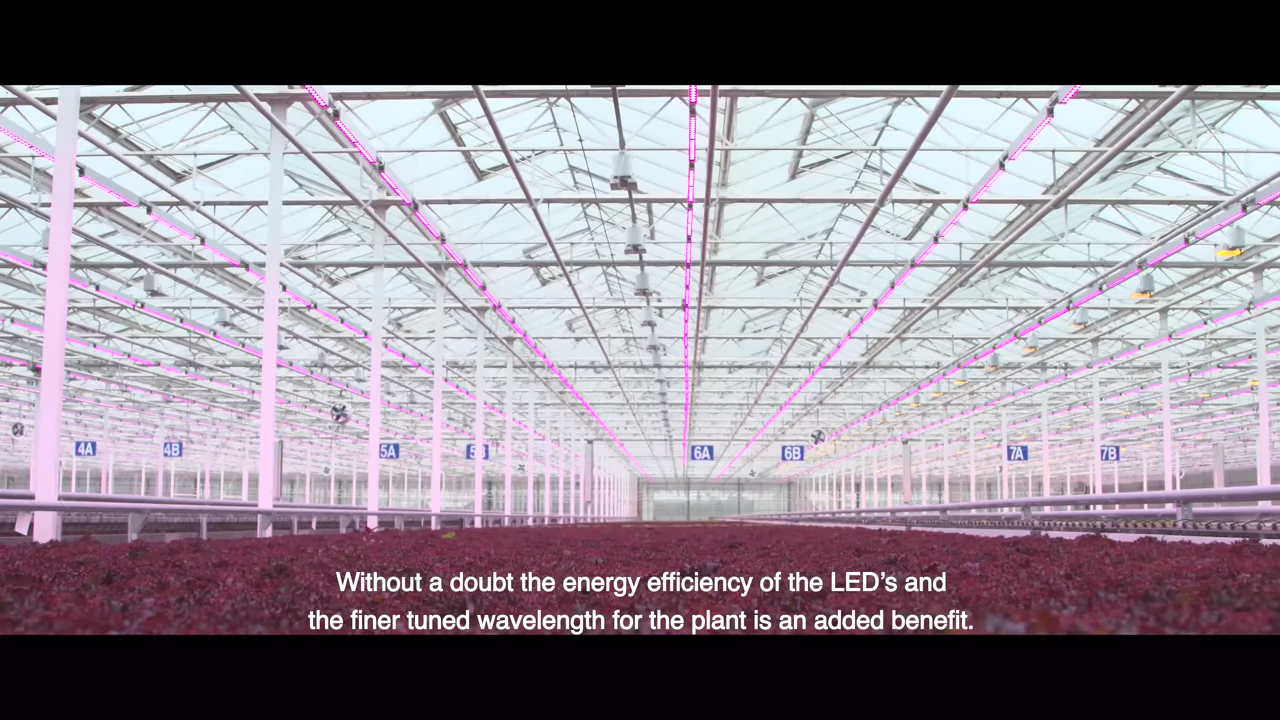 4A 4B 5A 5B 6A 6B 7A 7B
Without a doubt the energy efficiency of the LED’s and
the finer tuned wavelength for the plant is an added benefit.